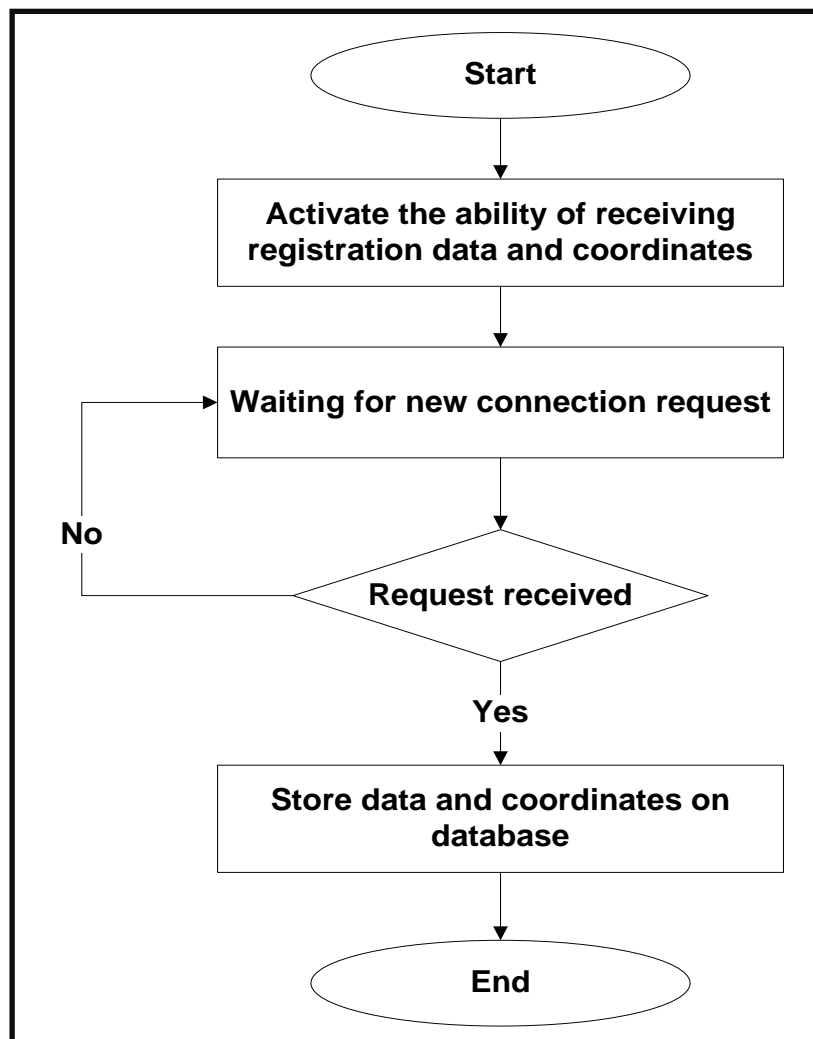 Start
Activate the ability of receiving
registration data and coordinates
Waiting for new connection request
No
Request received
Yes
Store data and coordinates on
database
End